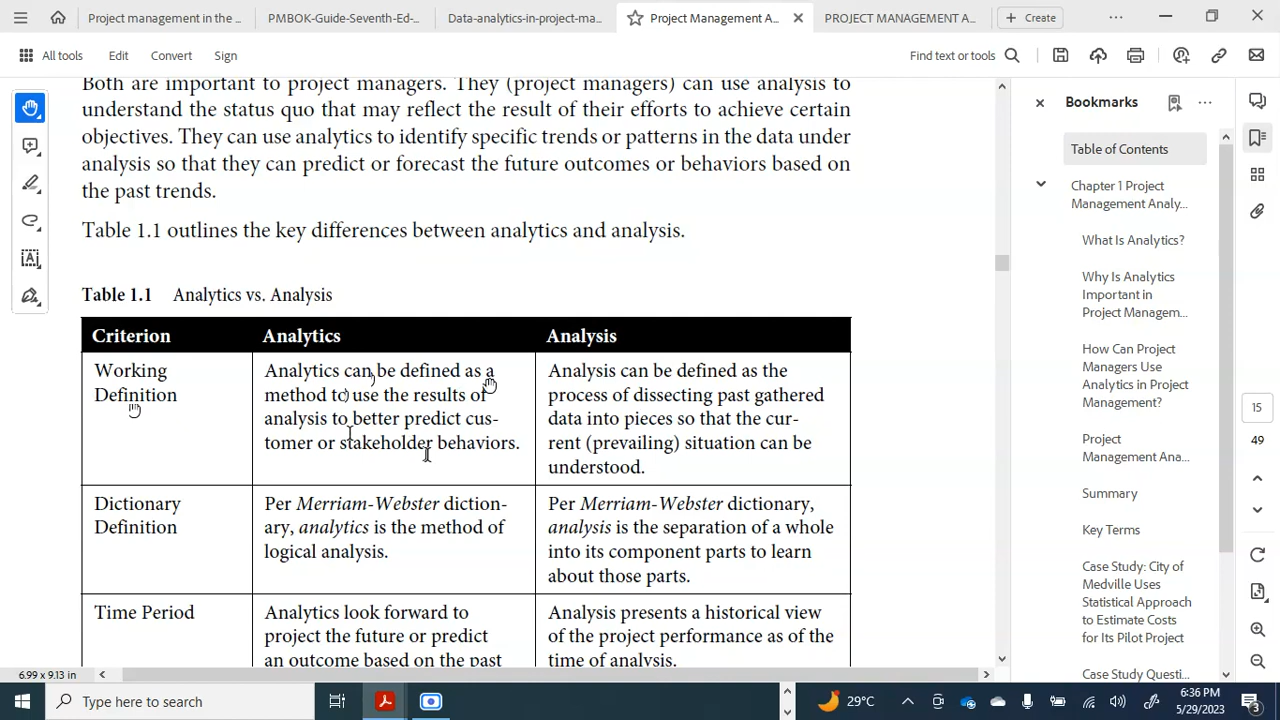 Project management in the ...
PMBOK-Guide-Seventh-Ed-...
Data-analytics-in-project-ma...
Project Management A...
PROJECT MANAGEMENT A...
Create
All tools
Edit
Convert
Sign
Find text or tools
Both are important to project managers. They (project managers) can use analysis to
understand the status quo that may reflect the result of their efforts to achieve certain
objectives. They can use analytics to identify specific trends or patterns in the data under
analysis so that they can predict or forecast the future outcomes or behaviors based on
the past trends.
Table 1.1 outlines the key differences between analytics and analysis.
Table 1.1 Analytics vs. Analysis
Criterion
Analytics
Analysis
Working
Definition
Analytics can be defined as a
method to use the results of
analysis to better predict cus-
tomer or stakeholder behaviors.
Analysis can be defined as the
process of dissecting past gathered
data into pieces so that the cur-
rent (prevailing) situation can be
understood.
Dictionary
Definition
Per Merriam-Webster diction-
ary, analytics is the method of
logical analysis.
Per Merriam-Webster dictionary,
analysis is the separation of a whole
into its component parts to learn
about those parts.
Time Period
Analytics look forward to
project the future or predict
an outcome based on the past
Analysis presents a historical view
of the project performance as of the
time of analysis.
Bookmarks
Table of Contents
Chapter 1 Project
Management Analy...
What Is Analytics?
Why Is Analytics
Important in
Project Managem...
How Can Project
Managers Use
Analytics in Project
Management?
Project
Management Ana...
Summary
Key Terms
Case Study: City of
Medville Uses
Statistical Approach
to Estimate Costs
for Its Pilot Project
Case Study Questi...
15
49
6.99 x 9.13 in
Type here to search
29°C
6:36 PM
5/29/2023
3